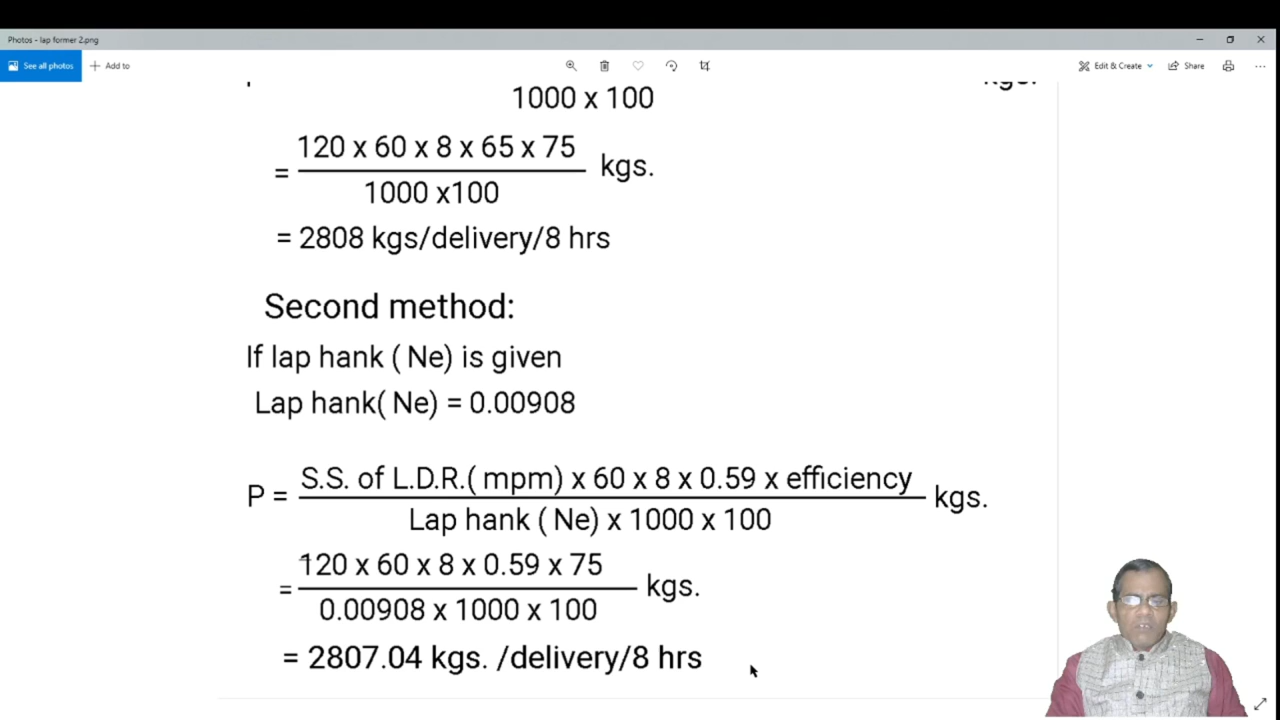 Photos - lap former 2.png
See all photos
Add to
Edit & Create
Share
kgs.
1000 x 100
120 x 60 x 8 x 65 x 75
= kgs.
1000 x100
= 2808 kgs/delivery/8 hrs
Second method:
If lap hank ( Ne) is given
Lap hank( Ne) = 0.00908
S.S. of L.D.R.( mpm) x 60 x 8 x 0.59 x efficiency
P = kgs.
Lap hank ( Ne) x 1000 x 100
120 x 60 x 8 x 0.59 x 75
= kgs.
0.00908 x 1000 x 100
= 2807.04 kgs. /delivery/8 hrs